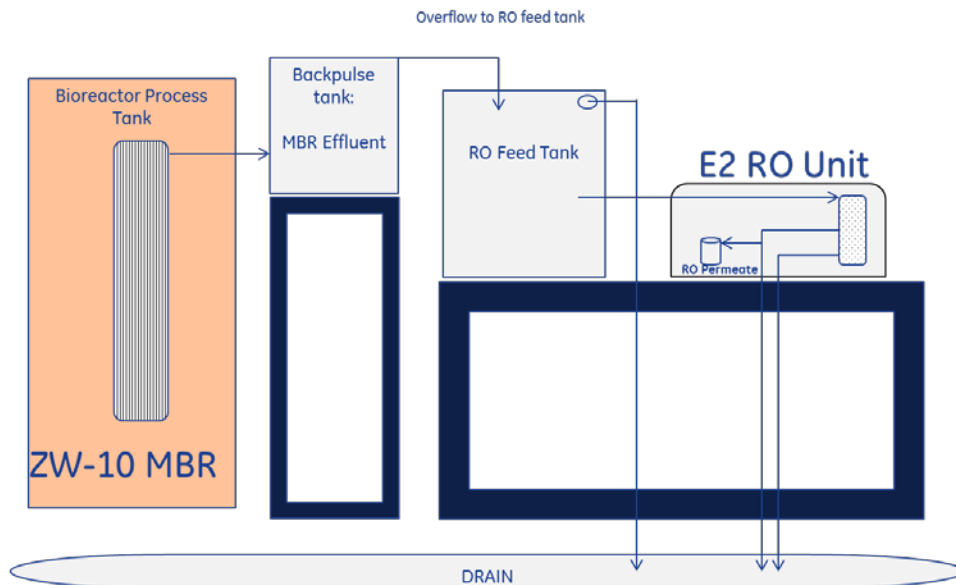 Overflow to RO feed tank
Bioreactor Process
Tank
Backpulse
tank:
MBR Effluent
RO Feed Tank
E2 RO Unit
RO Permeate
ZW-10 MBR
DRAIN